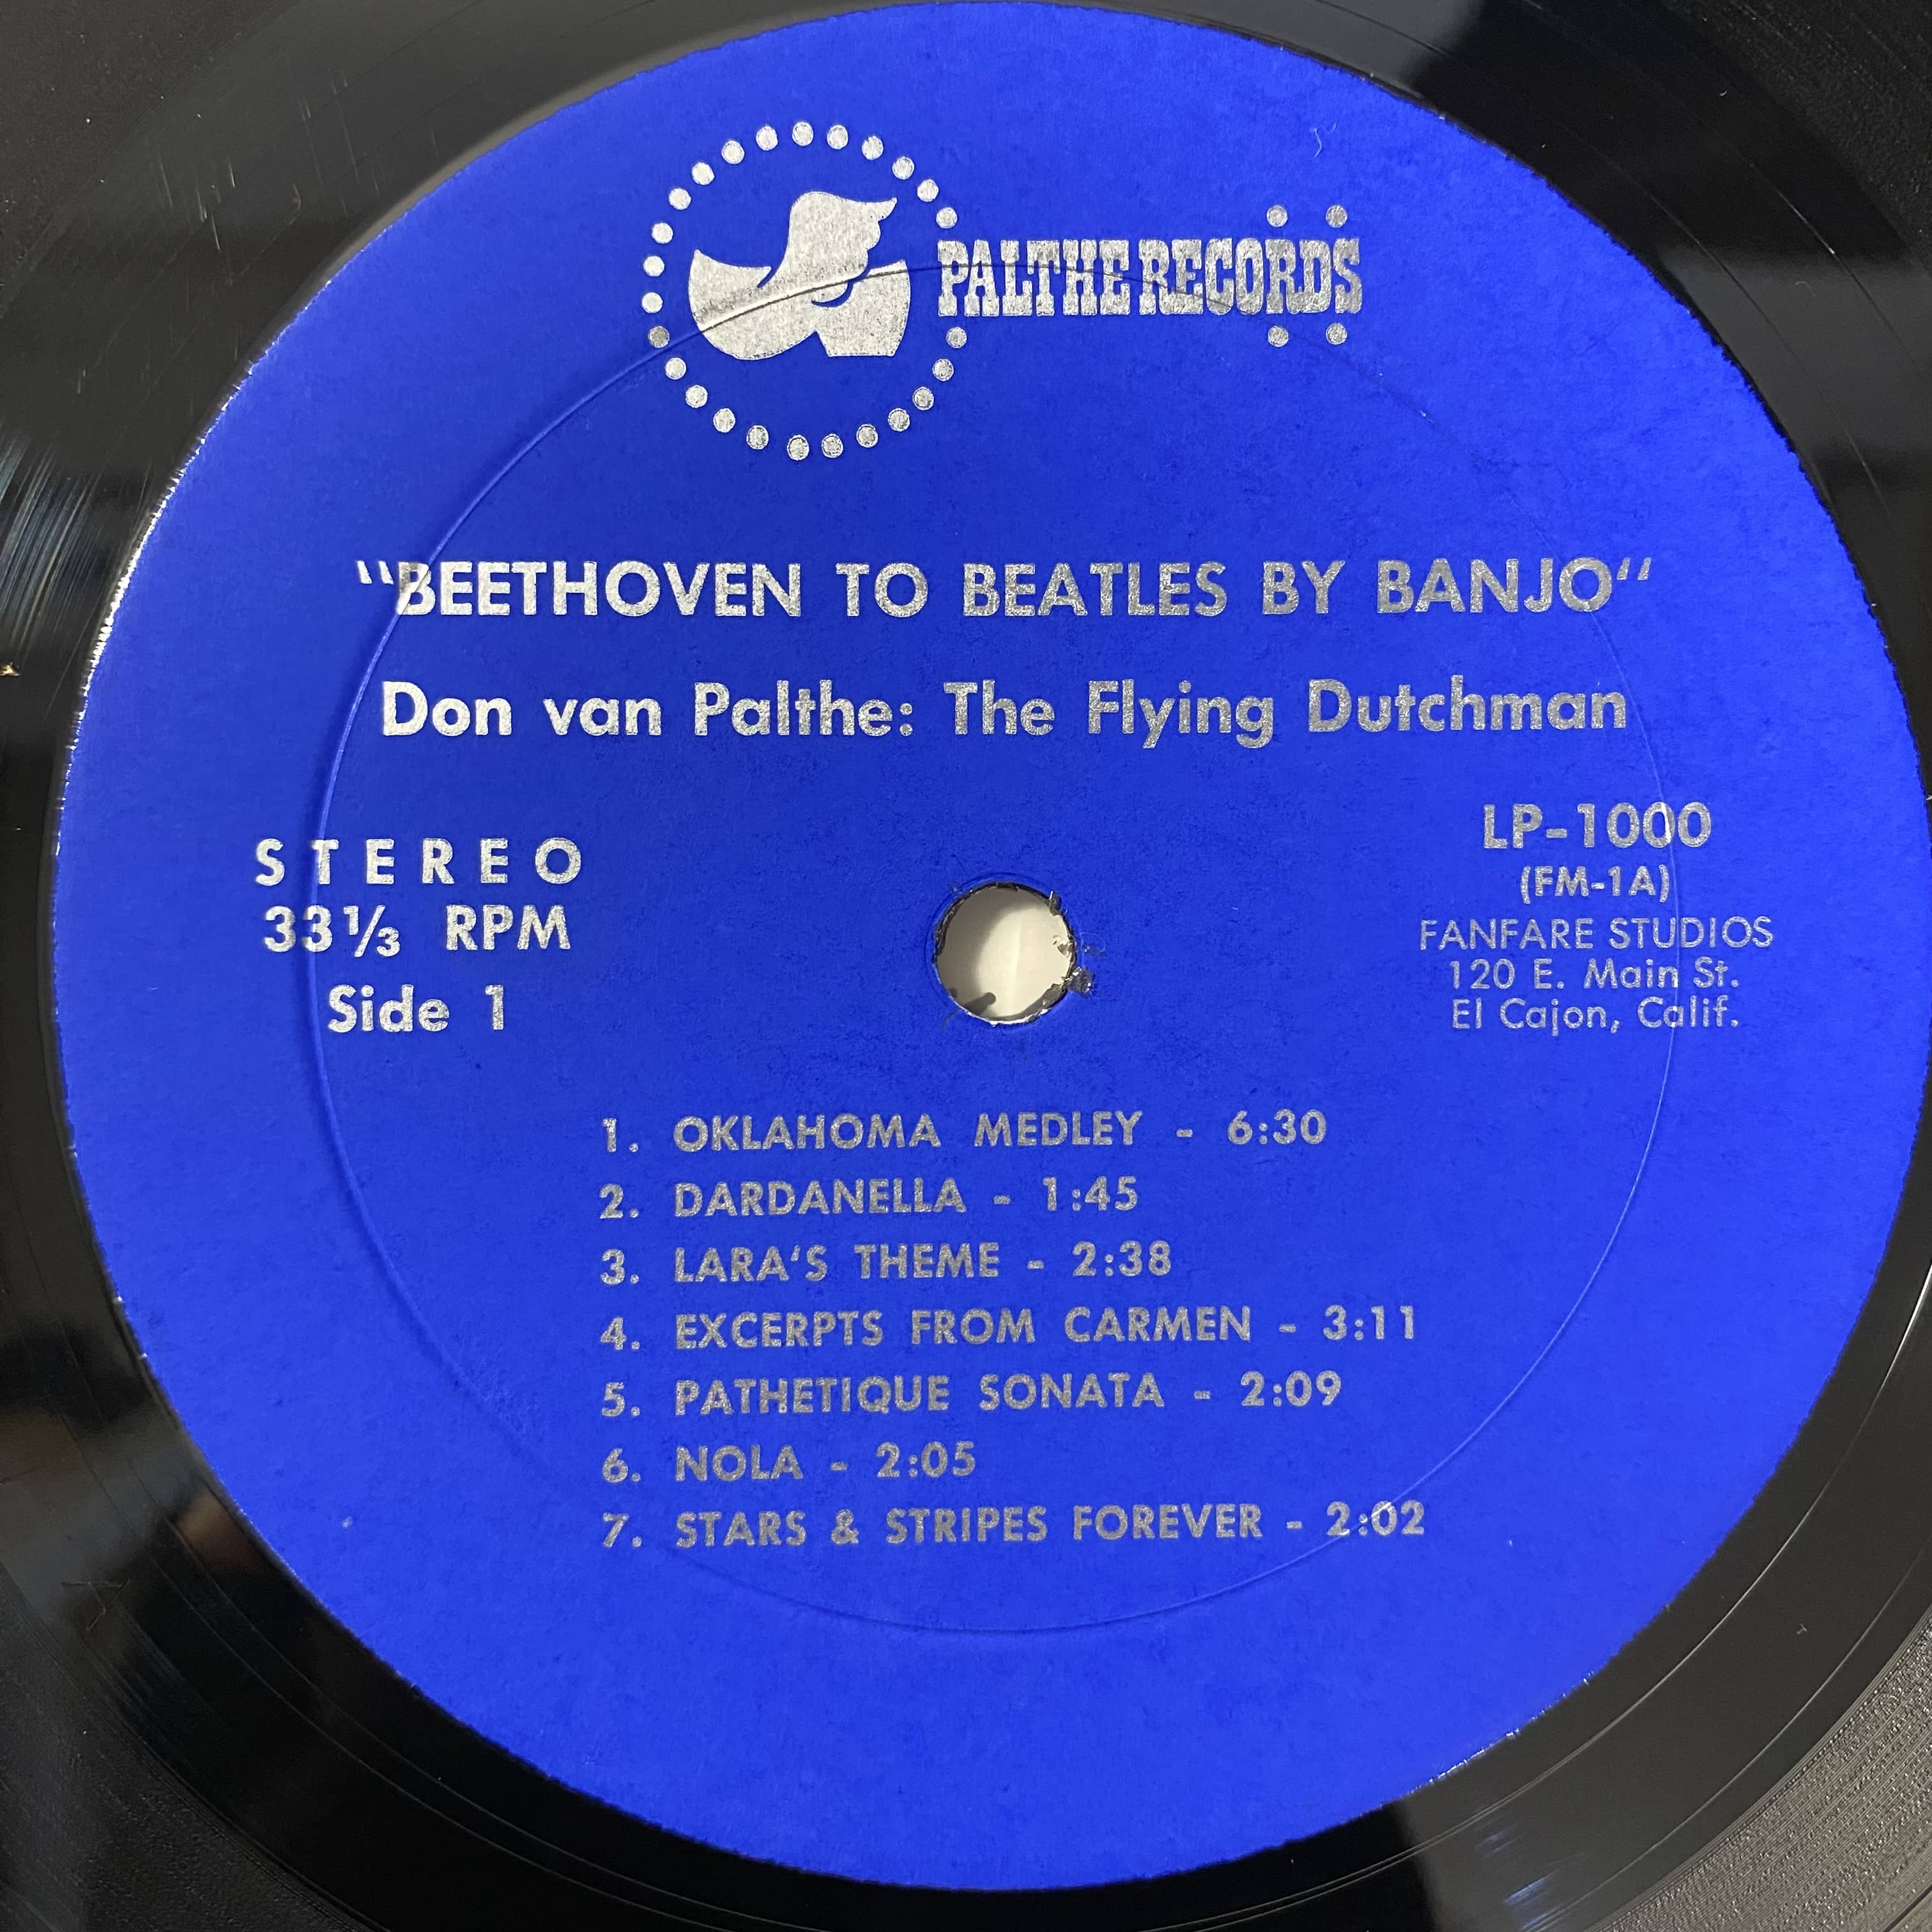 PALTHE RECORDS
"BEETHOVEN TO BEATLES BY BANJO"
Don van Palthe: The Flying Dutchman
STEREO
33⅓ RPM
Side 1
LP-1000
(FM-1A)
FANFARE STUDIOS
120 E. Main St.
El Cajon, Calif.
1. OKLAHOMA MEDLEY - 6:30
2. DARDANELLA - 1:45
3. LARA'S THEME - 2:38
4. EXCERPTS FROM CARMEN - 3:11
5. PATHETIQUE SONATA - 2:09
6. NOLA - 2:05
7. STARS & STRIPES FOREVER - 2:02